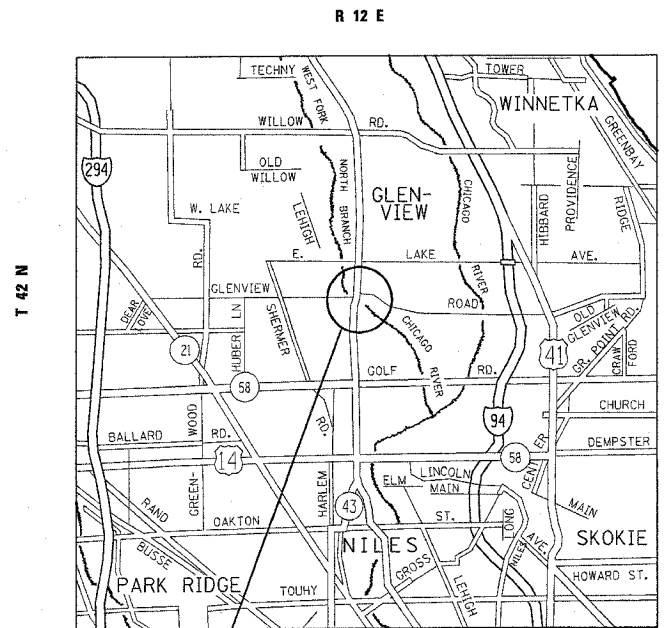 R 12 E
T 42 N
TECHNY
WEST FORK
TOWER
WINNETKA
GREENBAY
WILLOW RD.
294
OLD
WILLOW
NORTH BRANCH
GLEN-
VIEW
CHICAGO
RIVER
HIBBARD
PROVIDENCE
RIDGE
W. LAKE
LEHIGH
RD.
E. LAKE AVE.
GLENVIEW ROAD
DEAR
LOVE
HUBER LN
SHERMER
RD.
CHICAGO
RIVER
OLD
GLENVIEW
GR. POINT RD.
21
41
CRAW
FORD
58
GOLF RD.
CHURCH
94
BALLARD RD.
WOOD
GREEN-
14
58
DEMPSTER
CENT ER
LINCOLN
ELM
MAIN
MAIN
HARLEM
43
RAND
BUSSE
OAKTON ST.
LONG
AVE.
NILES
SKOKIE
NILES
GROSS
HOWARD ST.
PARK RIDGE
TOUHY
LEHIGH